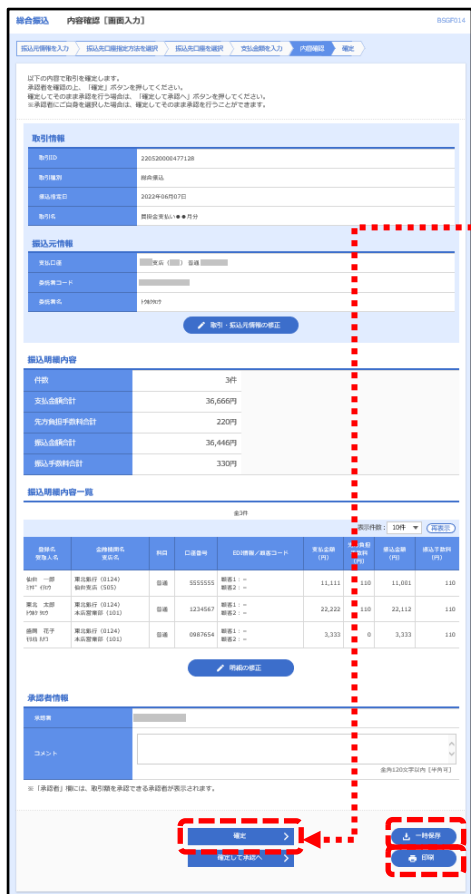 総合振込　内容確認［画面入力］
BSGF014
振込元情報を入力　振込先口座指定方法を選択　振込先口座を選択　支払金額を入力　内容確認　確定
以下の内容で取引を確定します。
承認者を確認の上、「確定」ボタンを押してください。
確定してそのまま承認を行う場合は、「確定して承認へ」ボタンを押してください。
※承認者にご自身を選択した場合は、確定してそのまま承認を行うことができます。
取引情報
取引ID　220520000477128
取引種別　総合振込
振込指定日　2022年06月07日
取引名　買掛金支払い●●月分
振込元情報
支払口座　支店（　）　普通
委託者コード
委託者名
取引・振込元情報の修正
振込明細内容
件数　3件
支払金額合計　36,666円
先方負担手数料合計　220円
振込金額合計　36,446円
振込手数料合計　330円
振込明細内容一覧
全3件
表示件数：　10件　再表示
登録名　金融機関名　科目　口座番号　EDI情報／顧客コード　支払金額　振込金額　振込手数料
受取人名　支店名　(円)　(円)　(円)　(円)
仙台　一郎　東北銀行（0124）　普通　5555555　顧客1：－　11,111　110　11,001　110
仙台支店（505）　顧客2：－
東北　太郎　東北銀行（0124）　普通　1234567　顧客1：－　22,222　110　22,112　110
本店営業部（101）　顧客2：－
盛岡　花子　東北銀行（0124）　普通　0987654　顧客1：－　3,333　0　3,333　110
本店営業部（101）　顧客2：－
明細の修正
承認者情報
承認者
コメント
全角120文字以内［半角可］
※「承認者」欄には、取引額を承認できる承認者が表示されます。
確定
一時保存
確定して承認へ
印刷